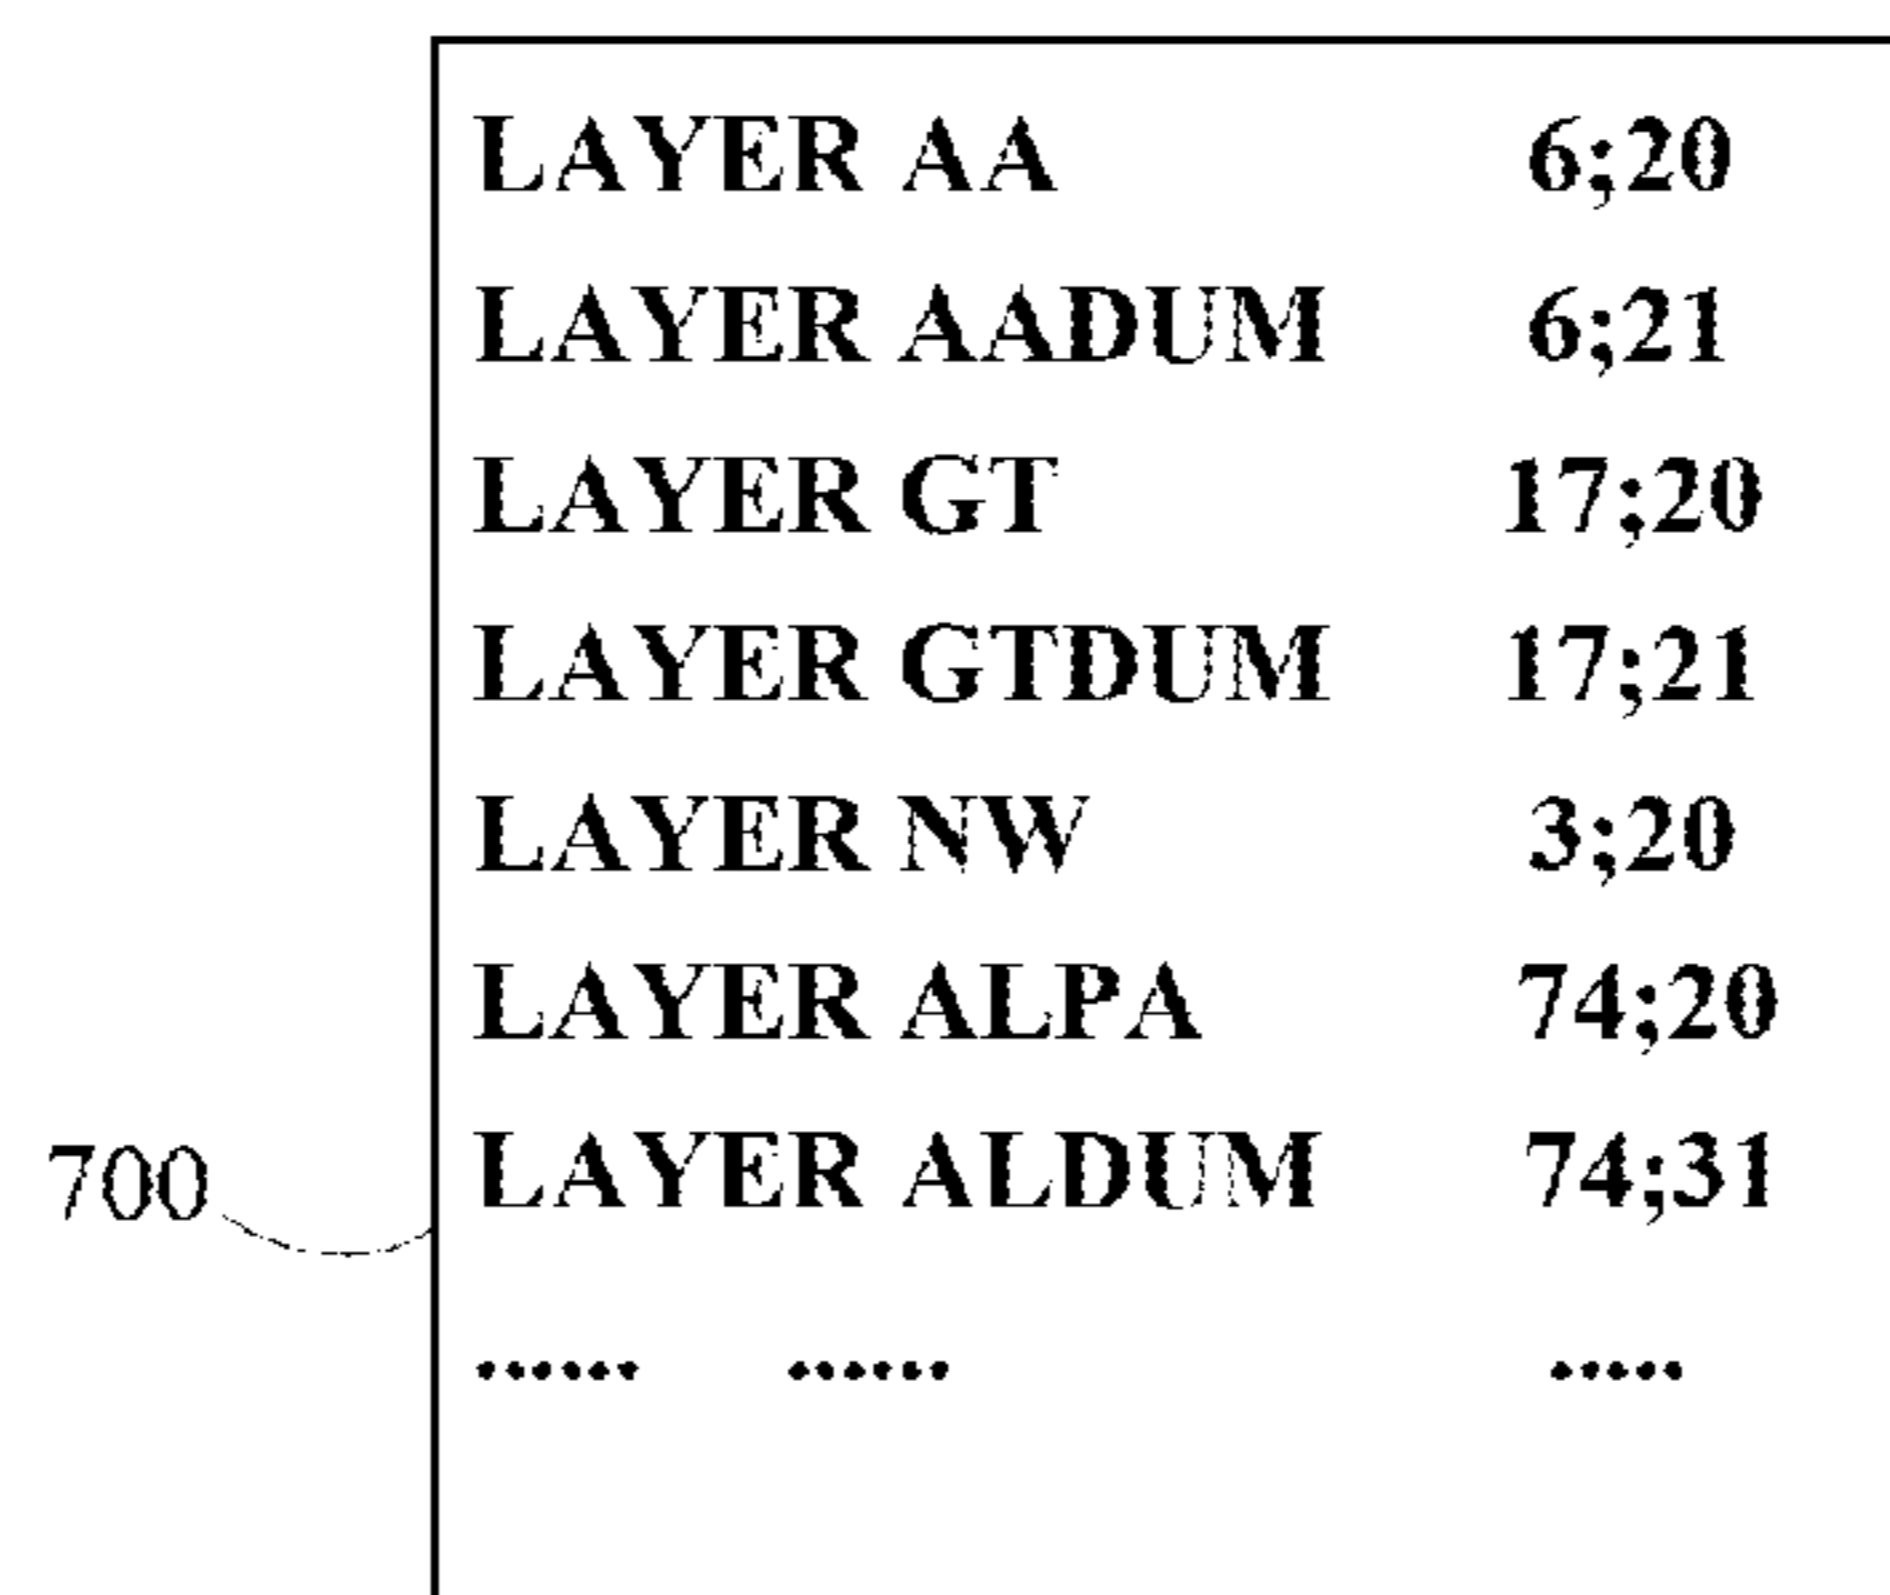 LAYER AA 6;20
LAYER AADUM 6;21
LAYER GT 17;20
LAYER GTDUM 17;21
LAYER NW 3;20
LAYER ALPA 74;20
700 LAYER ALDUM 74;31
...... ...... .....